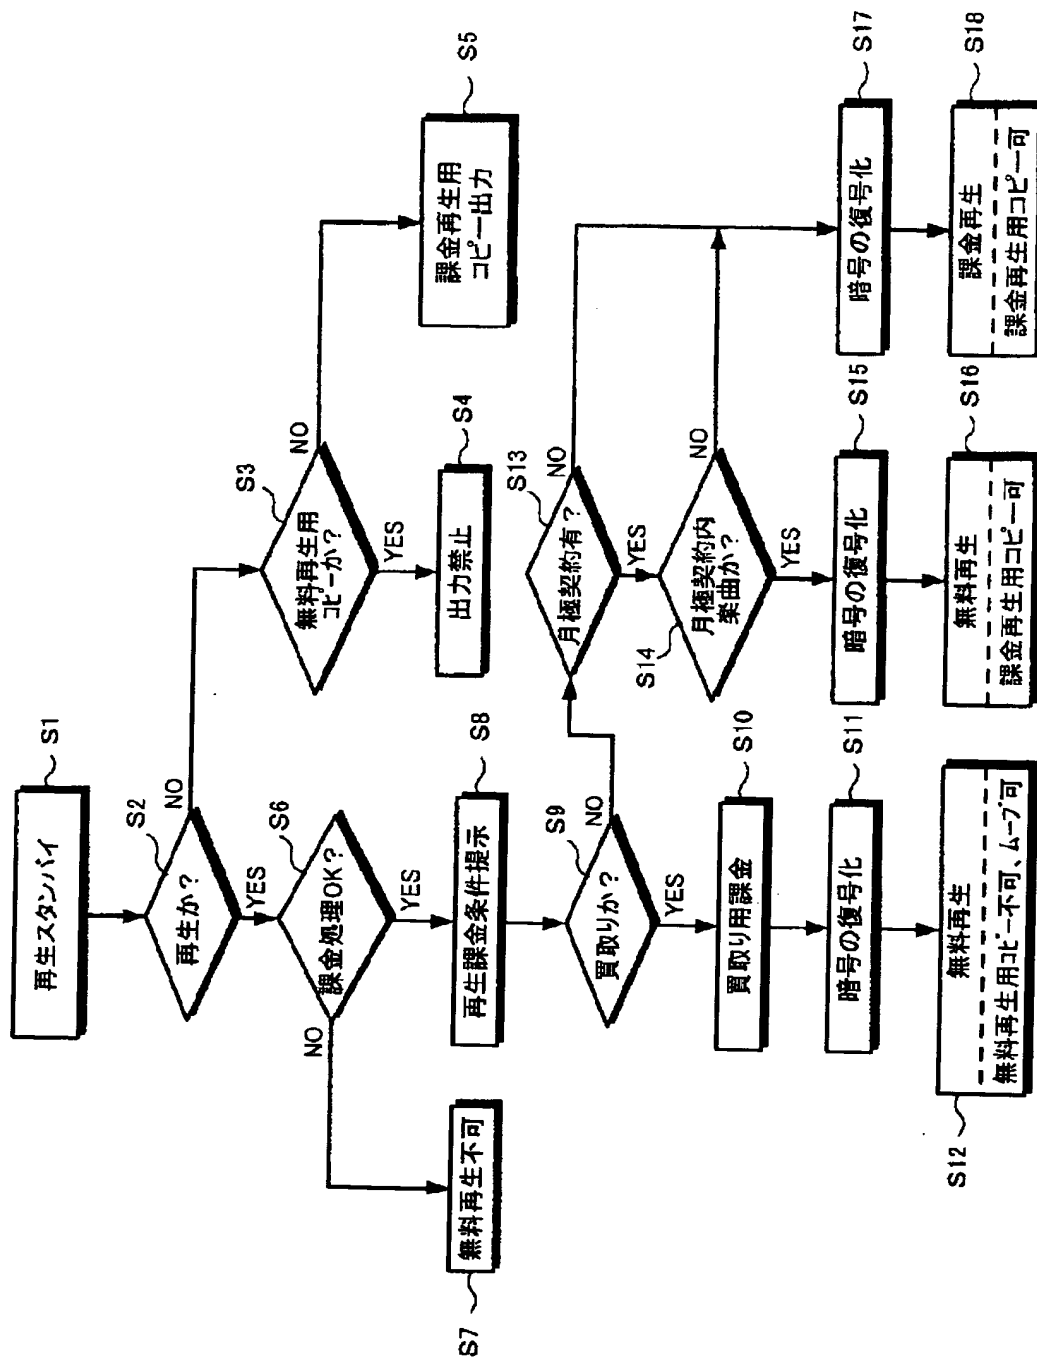 再生スタンバイ
S1
再生か？
S2
NO
YES
無料再生用
コピーか？
S3
NO
YES
出力禁止
S4
課金再生用
コピー出力
S5
課金処理OK？
S6
NO
YES
無料再生不可
S7
再生課金条件提示
S8
買取りか？
S9
NO
YES
買取り用課金
S10
暗号の復号化
S11
無料再生
無料再生用コピー不可、ムーブ可
S12
月極契約有？
S13
NO
YES
月極契約内
楽曲か？
S14
NO
YES
暗号の復号化
S15
無料再生
課金再生用コピー可
S16
暗号の復号化
S17
課金再生
課金再生用コピー可
S18